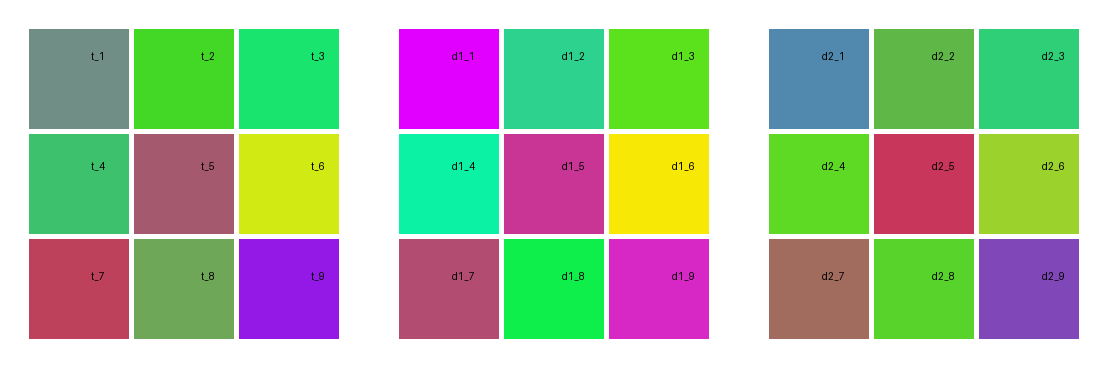 t_1 t_2 t_3 d1_1 d1_2 d1_3 d2_1 d2_2 d2_3
t_4 t_5 t_6 d1_4 d1_5 d1_6 d2_4 d2_5 d2_6
t_7 t_8 t_9 d1_7 d1_8 d1_9 d2_7 d2_8 d2_9